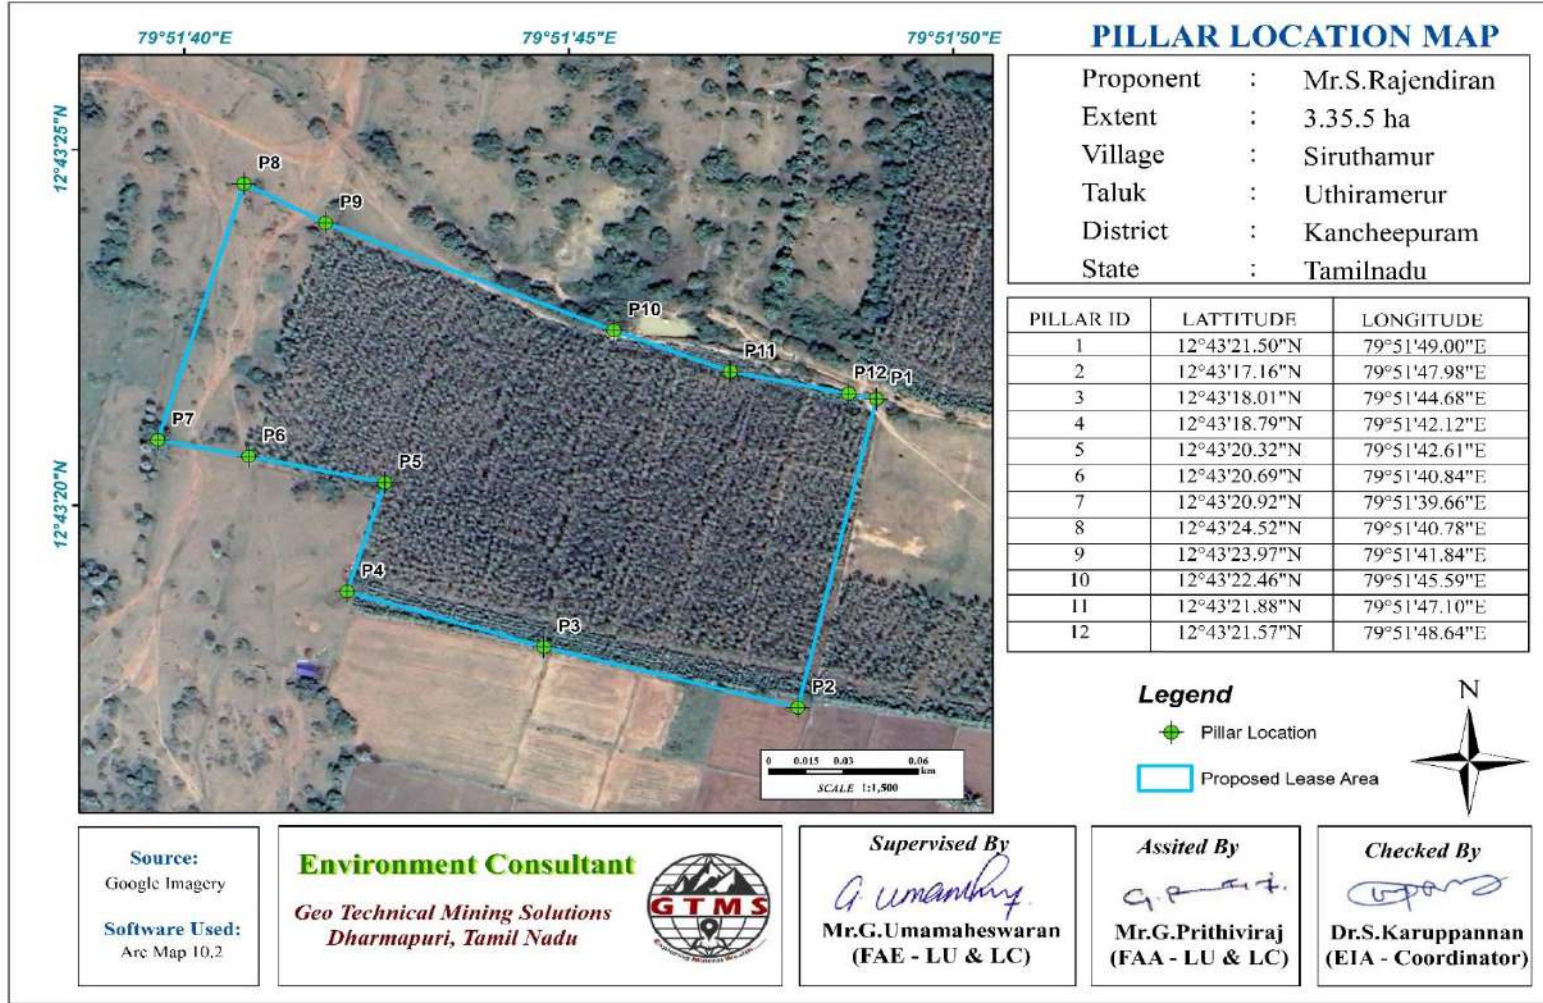 79°51'40"E 79°51'45"E 79°51'50"E
12°43'25"N
12°43'20"N
P8
P9
P10
P11
P12
P1
P7
P6
P5
P4
P3
P2
0 0.015 0.03 0.06
km
SCALE 1:1,500
PILLAR LOCATION MAP
Proponent : Mr.S.Rajendiran
Extent : 3.35.5 ha
Village : Siruthamur
Taluk : Uthiramerur
District : Kancheepuram
State : Tamilnadu
PILLAR ID LATTITUDE LONGITUDE
1 12°43'21.50"N 79°51'49.00"E
2 12°43'17.16"N 79°51'47.98"E
3 12°43'18.01"N 79°51'44.68"E
4 12°43'18.79"N 79°51'42.12"E
5 12°43'20.32"N 79°51'42.61"E
6 12°43'20.69"N 79°51'40.84"E
7 12°43'20.92"N 79°51'39.66"E
8 12°43'24.52"N 79°51'40.78"E
9 12°43'23.97"N 79°51'41.84"E
10 12°43'22.46"N 79°51'45.59"E
11 12°43'21.88"N 79°51'47.10"E
12 12°43'21.57"N 79°51'48.64"E
Legend
Pillar Location
Proposed Lease Area
N
Source:
Google Imagery
Software Used:
Arc Map 10.2
Environment Consultant
Geo Technical Mining Solutions
Dharmapuri, Tamil Nadu
GTMS
Supervised By
Mr.G.Umamaheswaran
(FAE - LU & LC)
Assited By
Mr.G.Prithiviraj
(FAA - LU & LC)
Checked By
Dr.S.Karuppannan
(EIA - Coordinator)